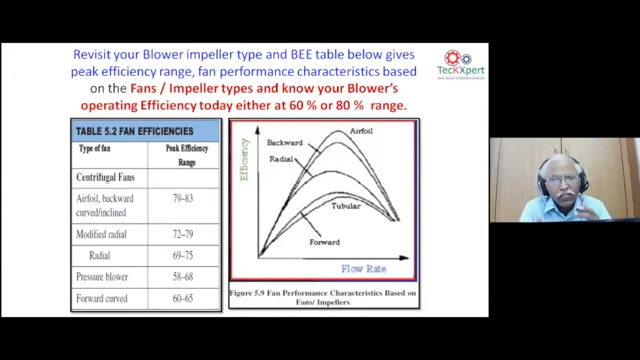 Revisit your Blower impeller type and BEE table below gives
peak efficiency range, fan performance characteristics based
on the Fans / Impeller types and know your Blower's
operating Efficiency today either at 60 % or 80 % range.
TecKXpert
TABLE 5.2 FAN EFFICIENCIES
Type of fan Peak Efficiency
Range
Centrifugal Fans
Airfoil, backward 79–83
curved/inclined
Modified radial 72–79
Radial 69–75
Pressure blower 58–68
Forward curved 60–65
Efficiency
Airfoil
Backward
Radial
Tubular
Forward
Flow Rate
Figure 5.9 Fan Performance Characteristics Based on
Fans/ Impellers